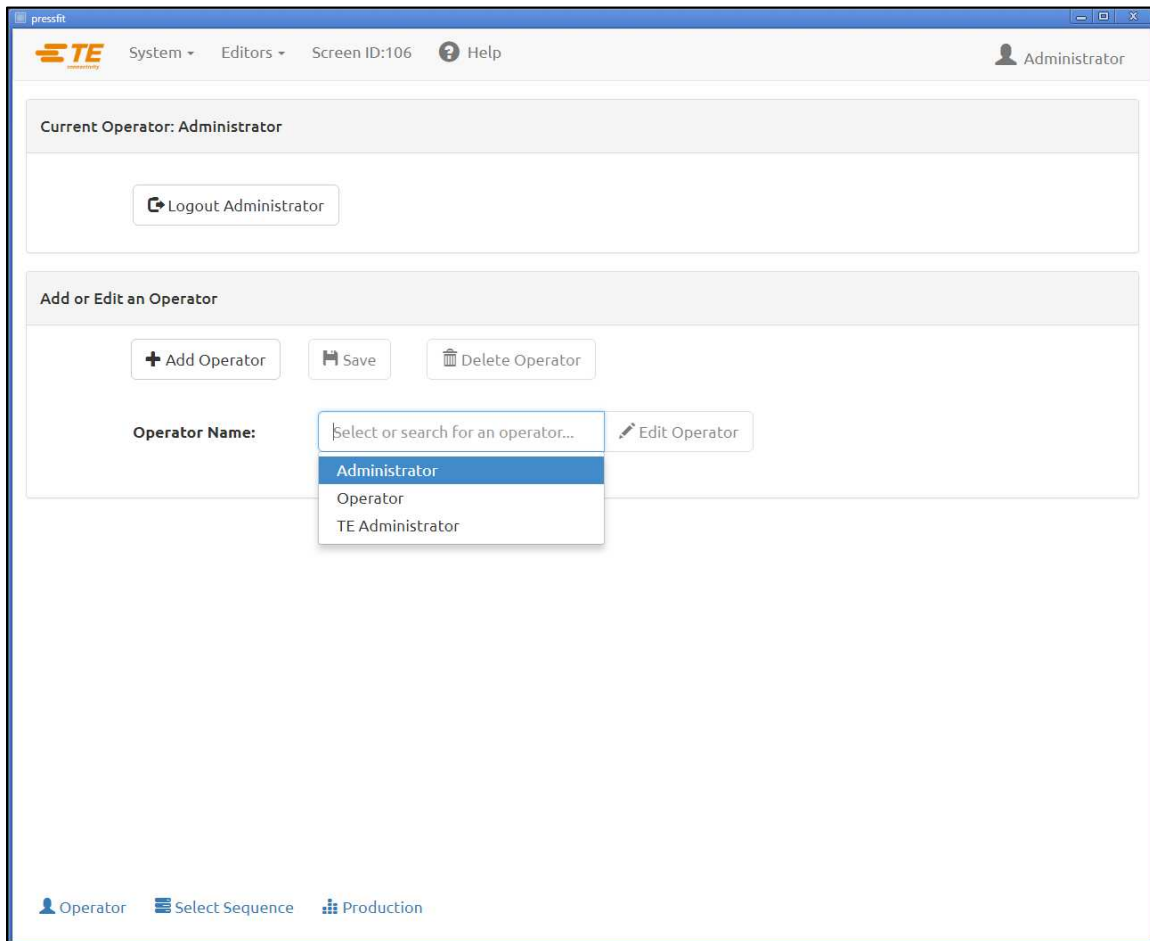 pressfit
TE
connectivity
System Editors Screen ID:106 Help Administrator
Current Operator: Administrator
Logout Administrator
Add or Edit an Operator
Add Operator Save Delete Operator
Operator Name: Select or search for an operator... Edit Operator
Administrator
Operator
TE Administrator
Operator Select Sequence Production